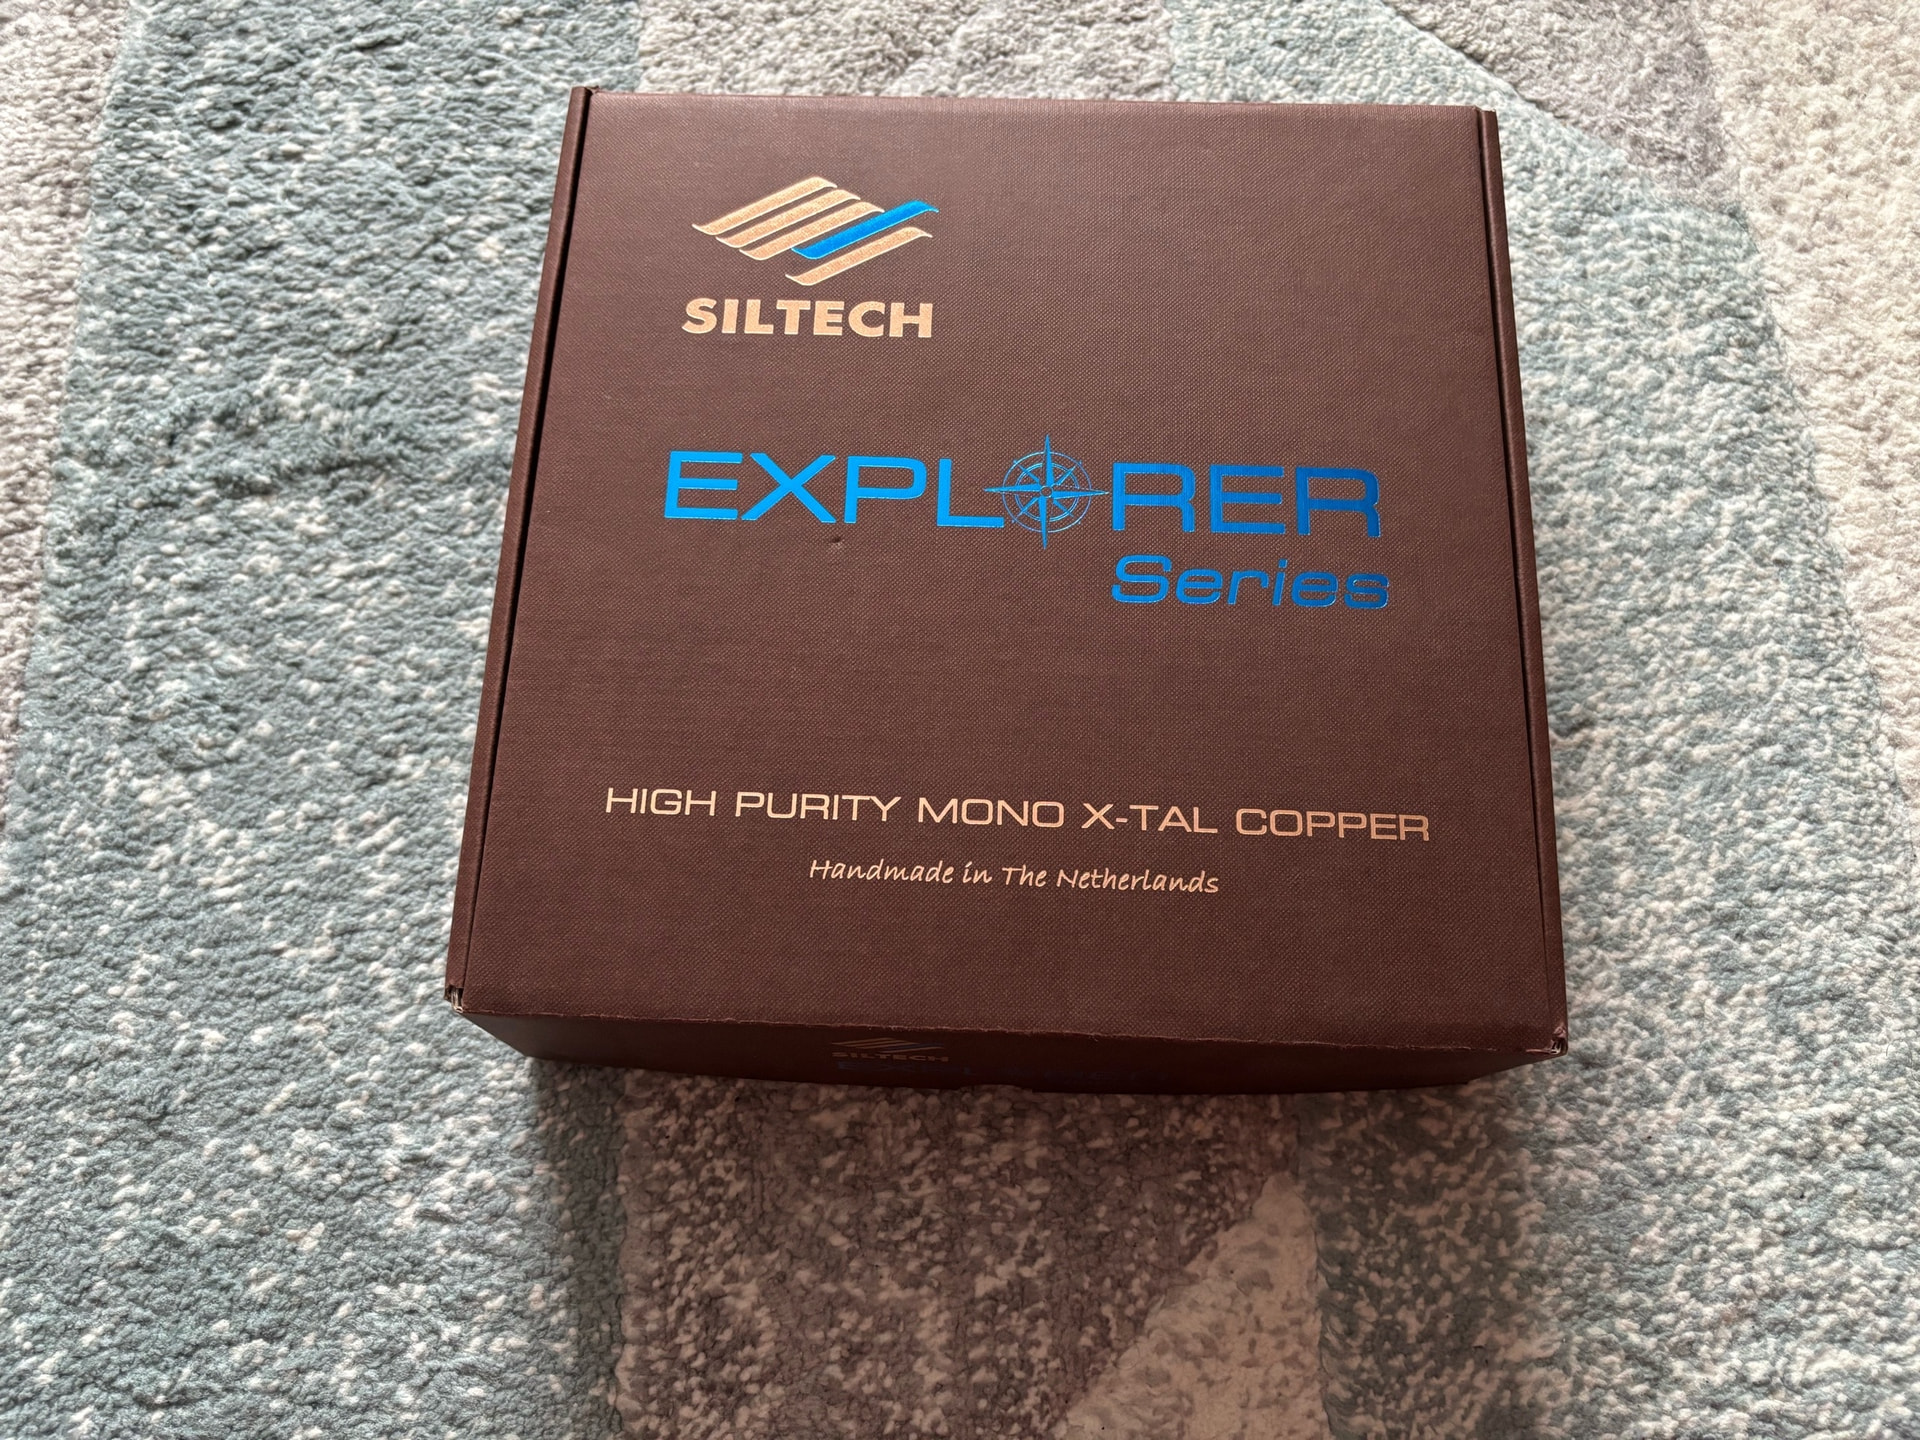 SILTECH
EXPLORER
Series
HIGH PURITY MONO X-TAL COPPER
Handmade in The Netherlands
SILTECH